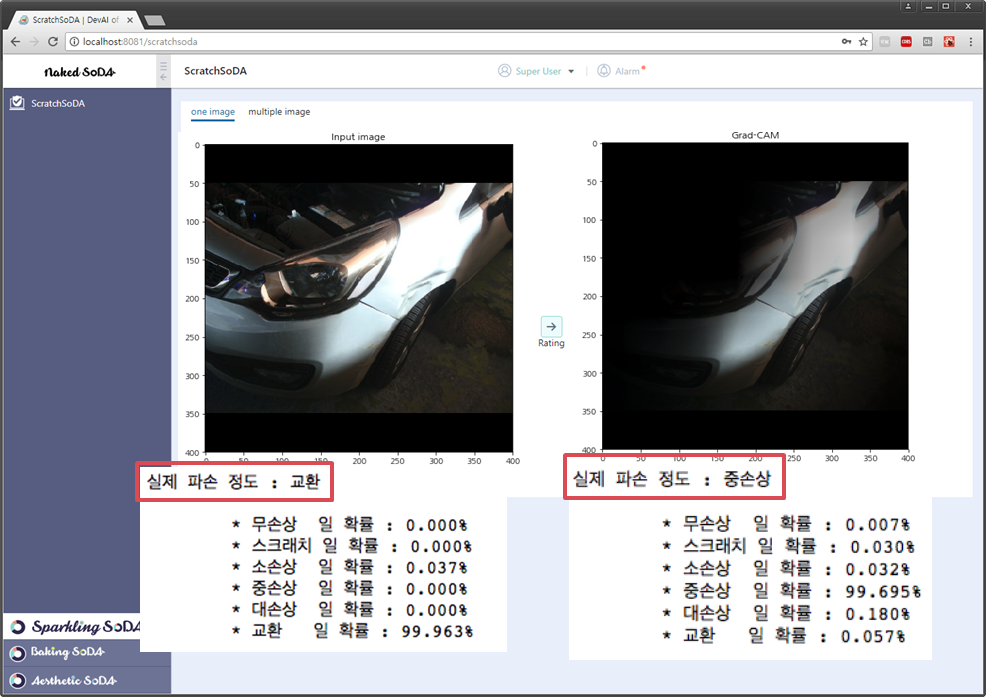 ScratchSoDA | DevAI of
localhost:8081/scratchsoda
Naked SoDA
ScratchSoDA
Super User
Alarm
ScratchSoDA
one image
multiple image
Input image
0
50
100
150
200
250
300
350
400
0 50 100 150 200 250 300 350 400
Rating
Grad-CAM
0
50
100
150
200
250
300
350
400
0 50 100 150 200 250 300 350 400
실제 파손 정도 : 교환
* 무손상 일 확률 : 0.000%
* 스크래치 일 확률 : 0.000%
* 소손상 일 확률 : 0.037%
* 중손상 일 확률 : 0.000%
* 대손상 일 확률 : 0.000%
* 교환 일 확률 : 99.963%
실제 파손 정도 : 중손상
* 무손상 일 확률 : 0.007%
* 스크래치 일 확률 : 0.030%
* 소손상 일 확률 : 0.032%
* 중손상 일 확률 : 99.695%
* 대손상 일 확률 : 0.180%
* 교환 일 확률 : 0.057%
Sparkling SODA
Baking SoDA
Aesthetic SoDA